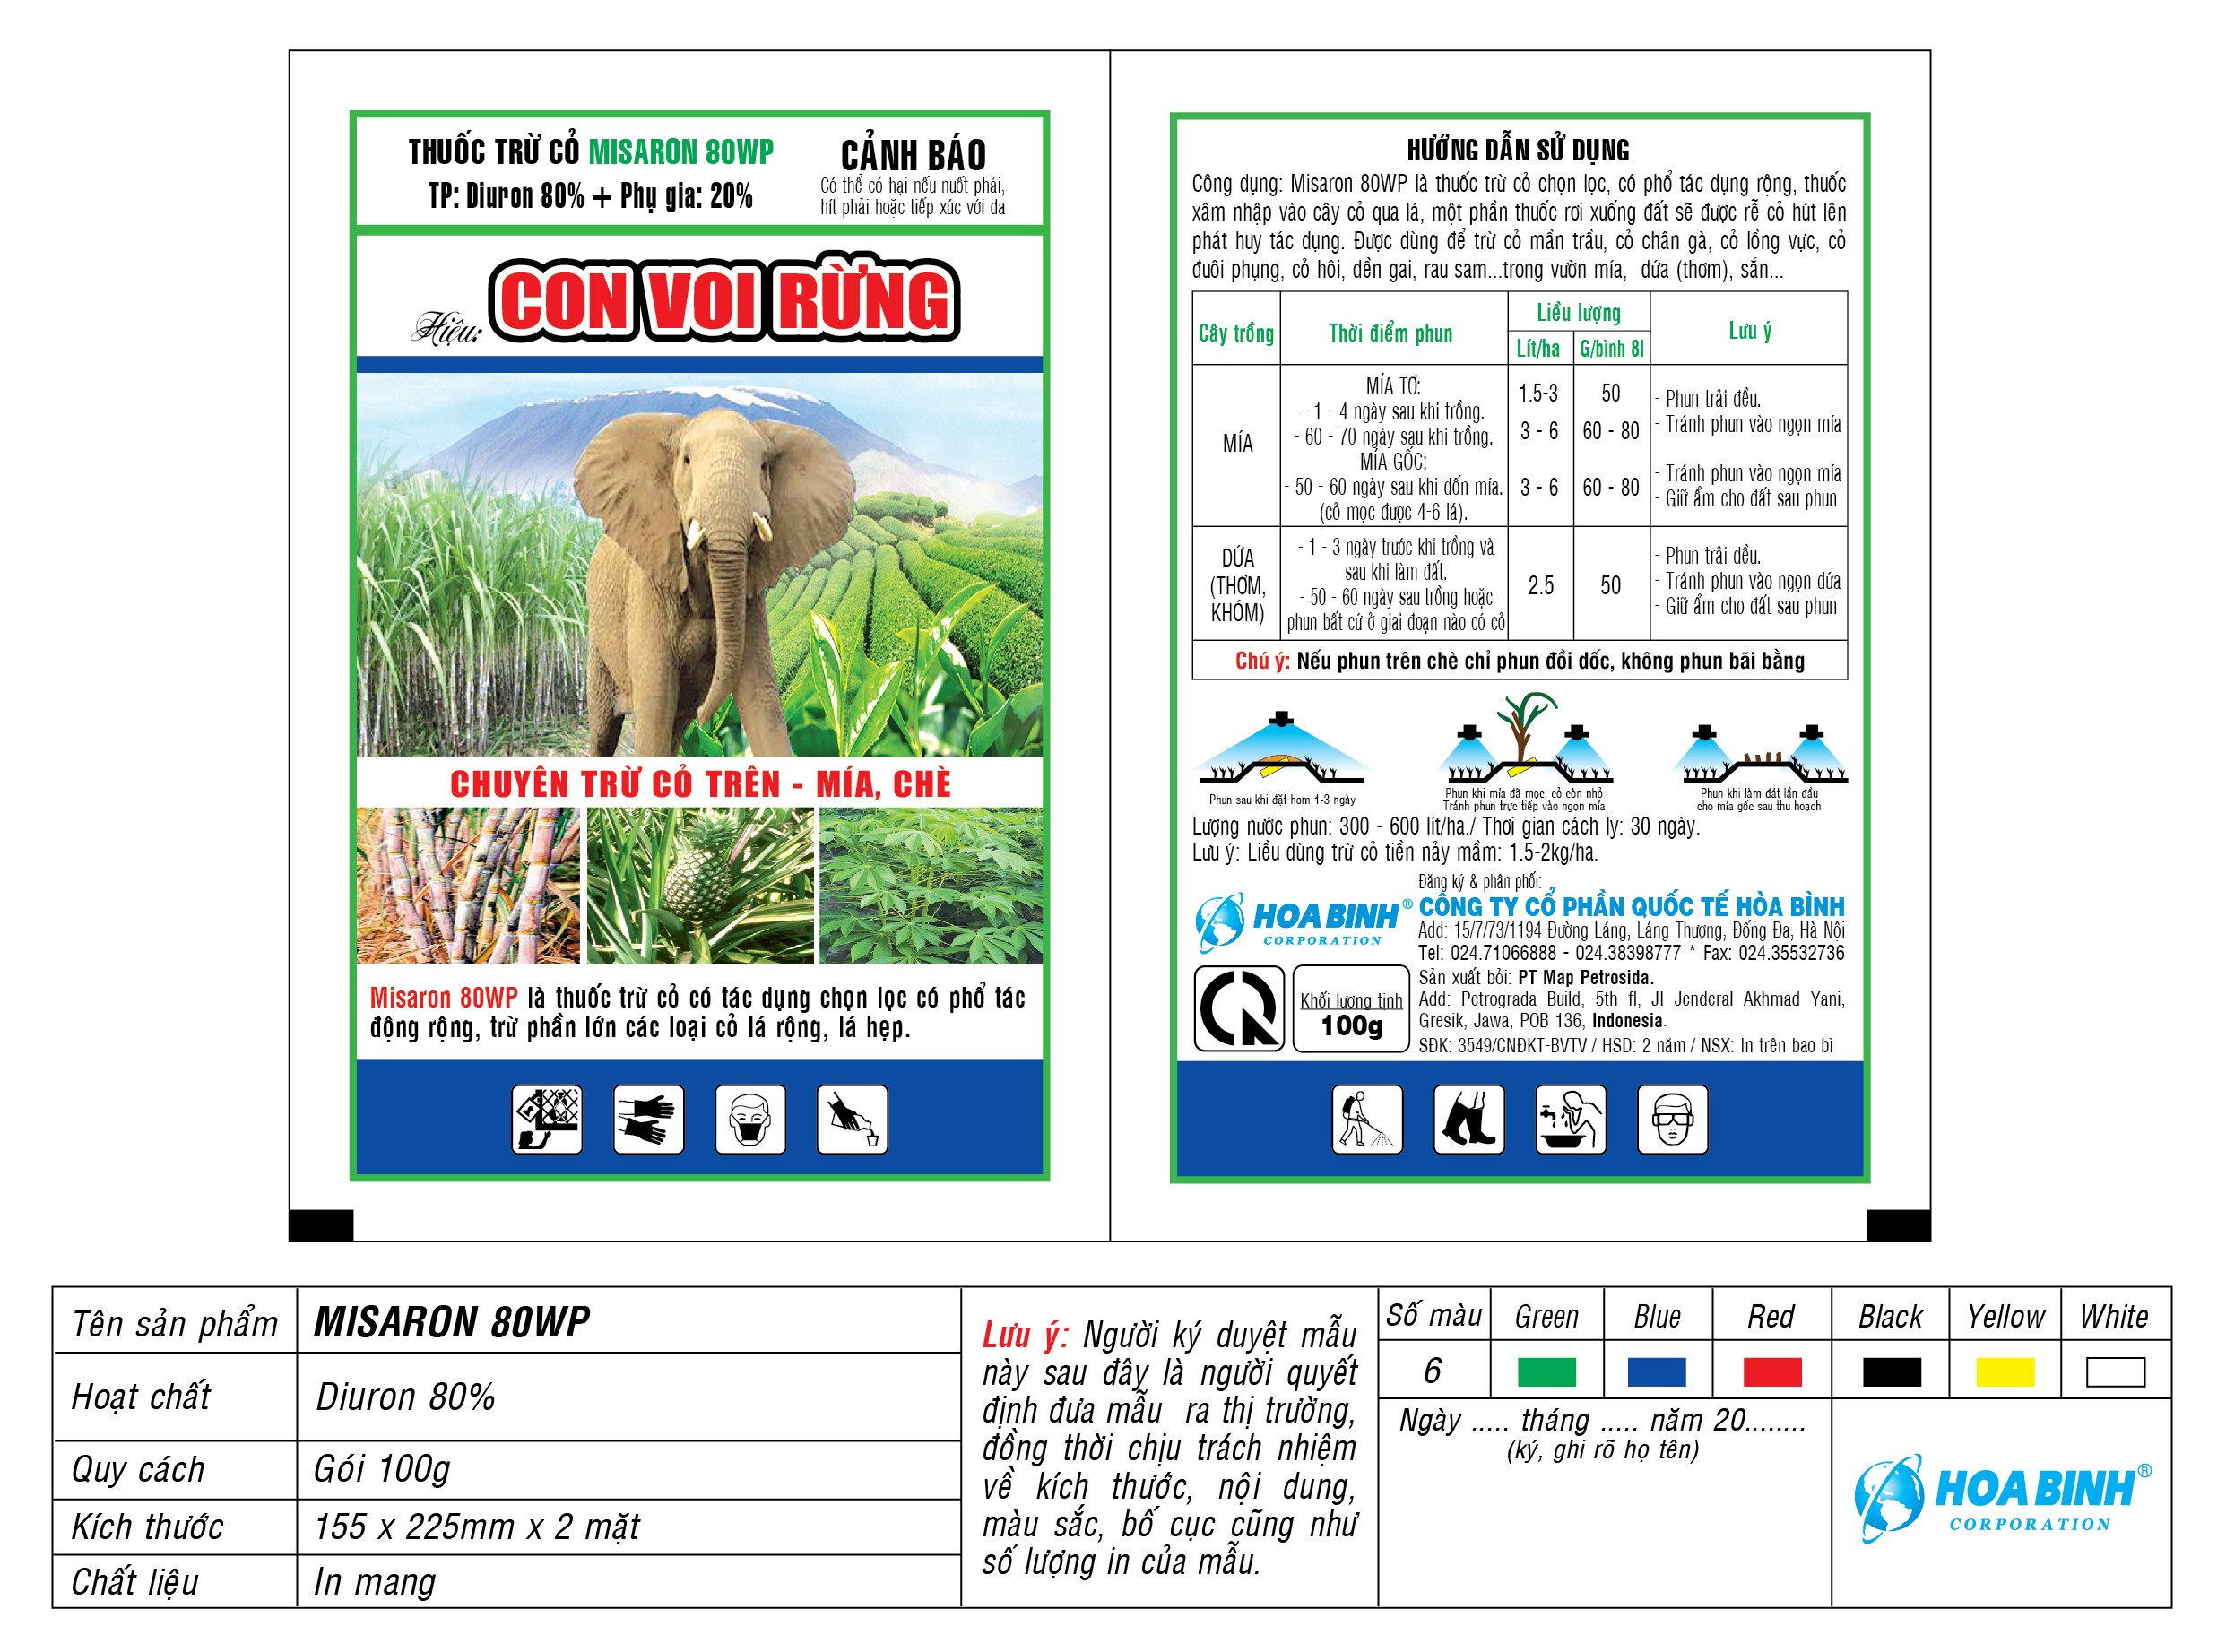 THUỐC TRỪ CỎ MISARON 80WP
TP: Diuron 80% + Phụ gia: 20%
CẢNH BÁO
Có thể có hại nếu nuốt phải,
hít phải hoặc tiếp xúc với da
Hiệu: CON VOI RỪNG
CHUYÊN TRỪ CỎ TRÊN - MÍA, CHÈ
Misaron 80WP là thuốc trừ cỏ có tác dụng chọn lọc có phổ tác
động rộng, trừ phần lớn các loại cỏ lá rộng, lá hẹp.
HƯỚNG DẪN SỬ DỤNG
Công dụng: Misaron 80WP là thuốc trừ cỏ chọn lọc, có phổ tác dụng rộng, thuốc
xâm nhập vào cây cỏ qua lá, một phần thuốc rơi xuống đất sẽ được rễ cỏ hút lên
phát huy tác dụng. Được dùng để trừ cỏ mần trầu, cỏ chân gà, cỏ lồng vực, cỏ
đuôi phụng, cỏ hôi, dền gai, rau sam...trong vườn mía, dứa (thơm), sắn...
Cây trồng
Thời điểm phun
Liều lượng
Lít/ha
G/bình 8l
Lưu ý
MÍA
MÍA TƠ:
- 1 - 4 ngày sau khi trồng.
- 60 - 70 ngày sau khi trồng.
MÍA GỐC:
- 50 - 60 ngày sau khi đốn mía.
(cỏ mọc được 4-6 lá).
1.5-3
3 - 6
3 - 6
50
60 - 80
60 - 80
- Phun trải đều.
- Tránh phun vào ngọn mía
- Tránh phun vào ngọn mía
- Giữ ẩm cho đất sau phun
DỨA
(THƠM,
KHÓM)
- 1 - 3 ngày trước khi trồng và
sau khi làm đất.
- 50 - 60 ngày sau trồng hoặc
phun bất cứ ở giai đoạn nào có cỏ
2.5
50
- Phun trải đều.
- Tránh phun vào ngọn dứa
- Giữ ẩm cho đất sau phun
Chú ý: Nếu phun trên chè chỉ phun đồi dốc, không phun bãi bằng
Phun sau khi đặt hom 1-3 ngày
Phun khi mía đã mọc, cỏ còn nhỏ
Tránh phun trực tiếp vào ngọn mía
Phun khi làm đất lần đầu
cho mía gốc sau thu hoạch
Lượng nước phun: 300 - 600 lít/ha./ Thơi gian cách ly: 30 ngày.
Lưu ý: Liều dùng trừ cỏ tiền nảy mầm: 1.5-2kg/ha.
HOA BINH ®
CORPORATION
Đăng ký & phân phối:
CÔNG TY CỔ PHẦN QUỐC TẾ HÒA BÌNH
Add: 15/7/73/1194 Đường Láng, Láng Thượng, Đống Đa, Hà Nội
Tel: 024.71066888 - 024.38398777 * Fax: 024.35532736
Khối lượng tịnh
100g
Sản xuất bởi: PT Map Petrosida.
Add: Petrograda Build, 5th fl, Jl Jenderal Akhmad Yani,
Gresik, Jawa, POB 136, Indonesia.
SĐK: 3549/CNĐKT-BVTV./ HSD: 2 năm./ NSX: In trên bao bì.
Tên sản phẩm
MISARON 80WP
Hoạt chất
Diuron 80%
Quy cách
Gói 100g
Kích thước
155 x 225mm x 2 mặt
Chất liệu
In mang
Lưu ý: Người ký duyệt mẫu
này sau đây là người quyết
định đưa mẫu ra thị trường,
đồng thời chịu trách nhiệm
về kích thước, nội dung,
màu sắc, bố cục cũng như
số lượng in của mẫu.
Số màu
Green
Blue
Red
Black
Yellow
White
6
Ngày ..... tháng ..... năm 20........
(ký, ghi rõ họ tên)
HOA BINH ®
CORPORATION